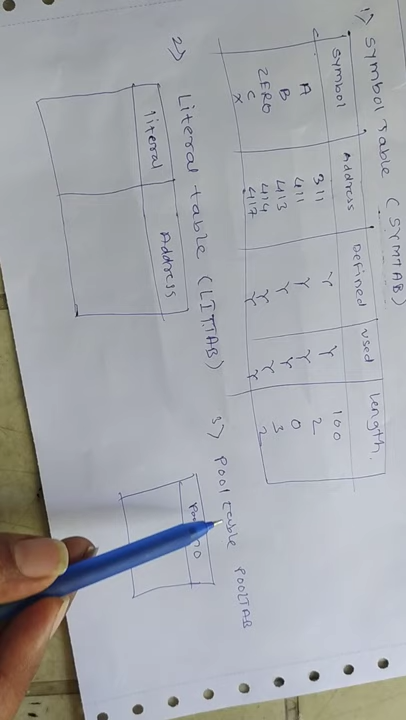 1) Symbol Table (SYMTAB)
Symbol Address Defined Used Length.
A 311 Y Y 100
B 411 Y Y 2
ZERO 413 Y Y 0
C 414 Y Y 3
X 417 Y Y 2
2) Literal table (LITTAB)
literal Address
3) Pool table POOLTAB
no